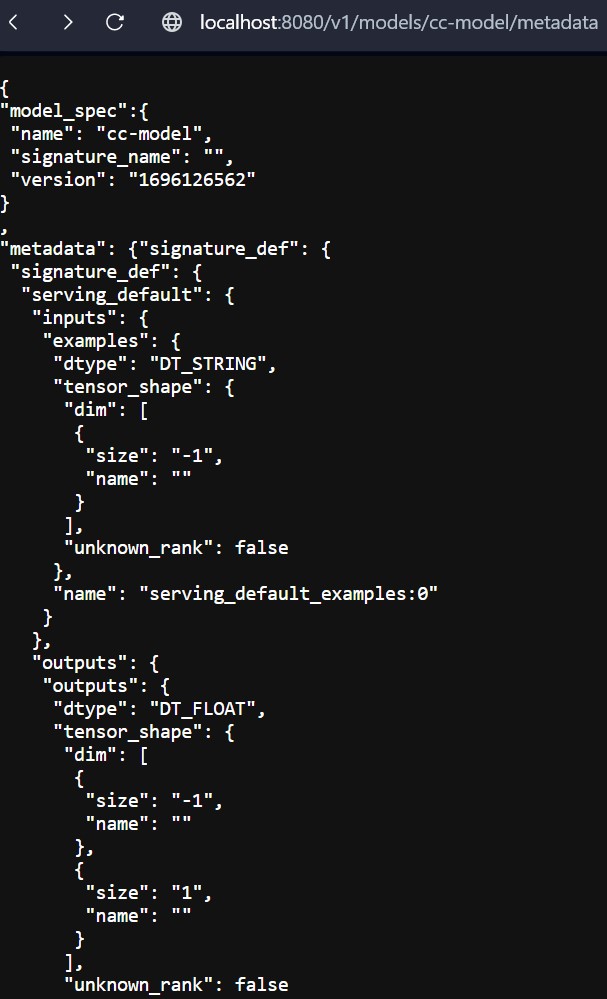 localhost:8080/v1/models/cc-model/metadata
{
"model_spec":{
"name": "cc-model",
"signature_name": "",
"version": "1696126562"
}
,
"metadata": {"signature_def": {
"signature_def": {
"serving_default": {
"inputs": {
"examples": {
"dtype": "DT_STRING",
"tensor_shape": {
"dim": [
{
"size": "-1",
"name": ""
}
],
"unknown_rank": false
},
"name": "serving_default_examples:0"
}
},
"outputs": {
"outputs": {
"dtype": "DT_FLOAT",
"tensor_shape": {
"dim": [
{
"size": "-1",
"name": ""
},
{
"size": "1",
"name": ""
}
],
"unknown_rank": false